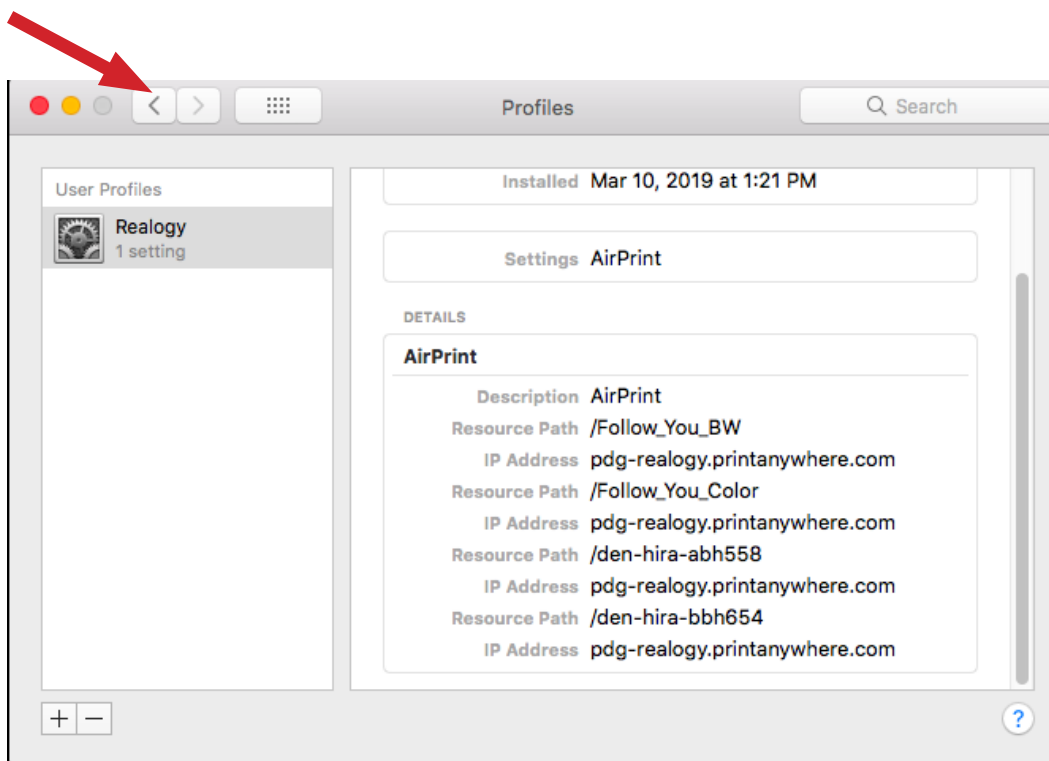 Profiles
Search
User Profiles
Realogy
1 setting
Installed Mar 10, 2019 at 1:21 PM
Settings AirPrint
DETAILS
AirPrint
Description AirPrint
Resource Path /Follow_You_BW
IP Address pdg-realogy.printanywhere.com
Resource Path /Follow_You_Color
IP Address pdg-realogy.printanywhere.com
Resource Path /den-hira-abh558
IP Address pdg-realogy.printanywhere.com
Resource Path /den-hira-bbh654
IP Address pdg-realogy.printanywhere.com
+ −
?